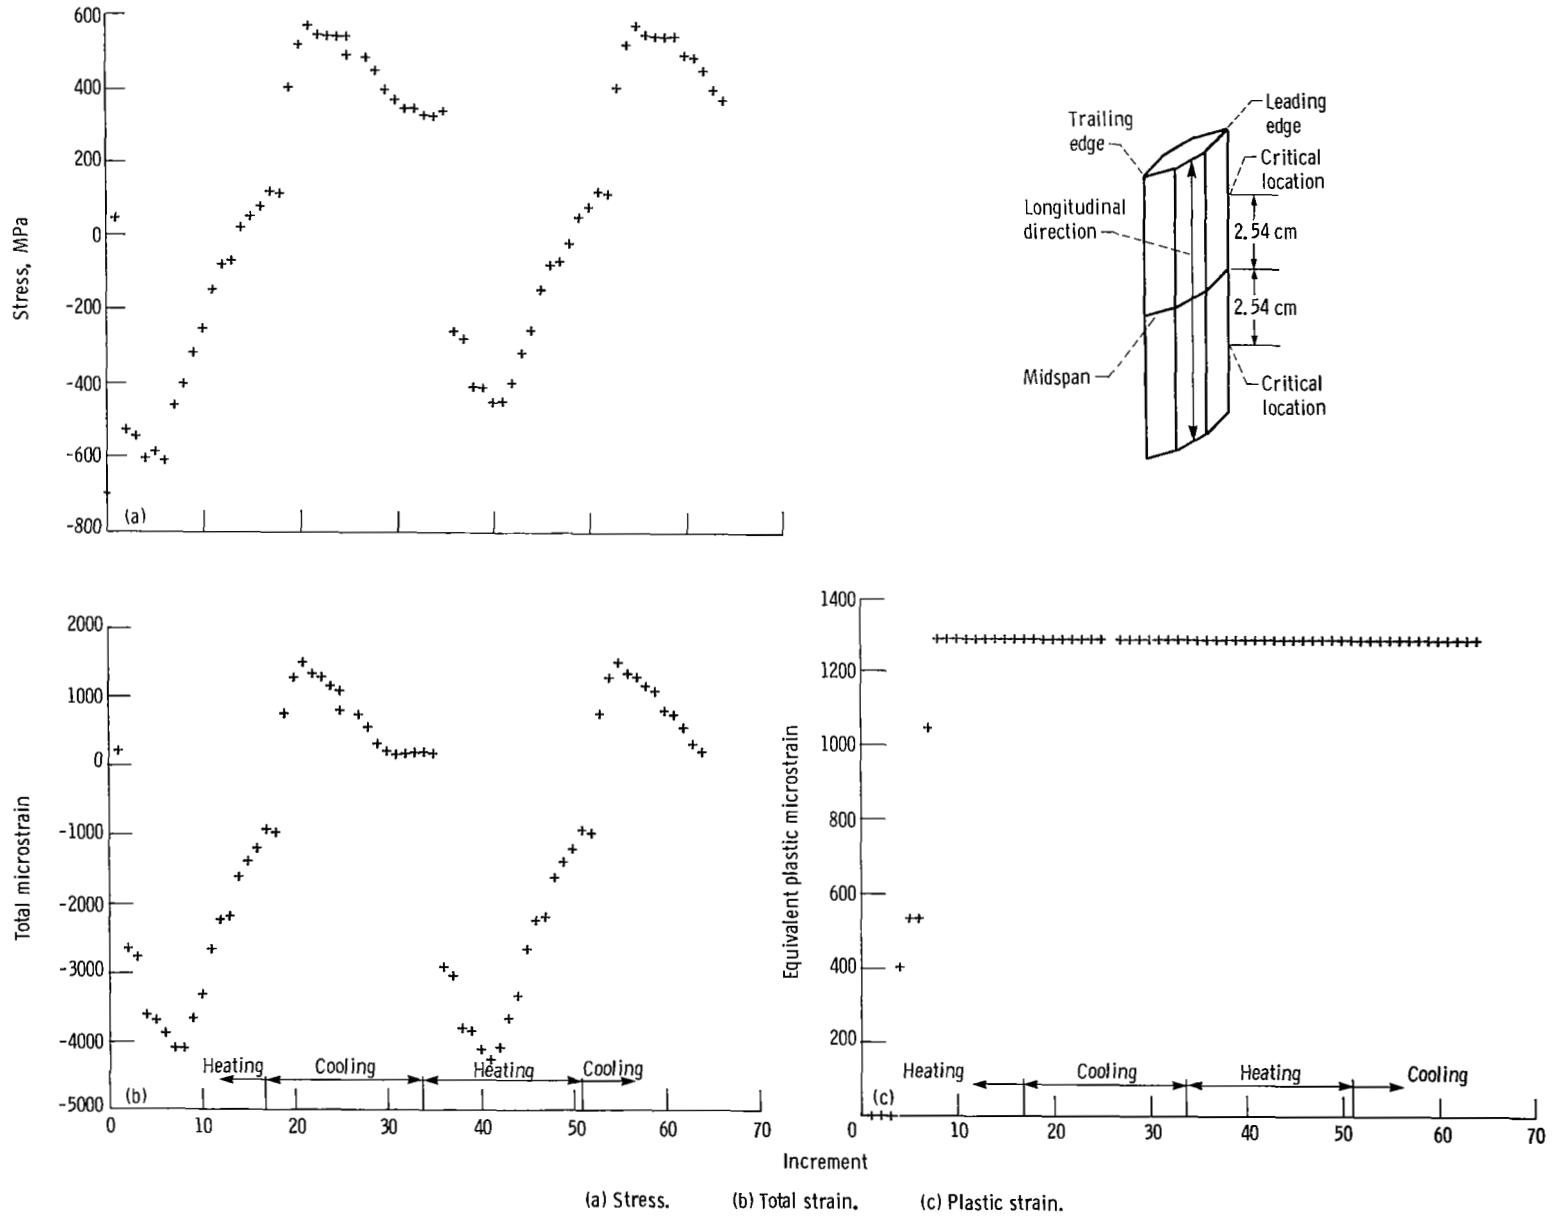 600
400
200
0
-200
-400
-600
-800
Stress, MPa
(a)
Trailing
edge
Leading
edge
Critical
location
Longitudinal
direction
2.54 cm
2.54 cm
Midspan
Critical
location
2000
1000
0
-1000
-2000
-3000
-4000
-5000
Total microstrain
Heating
Cooling
Heating
Cooling
(b)
0
10
20
30
40
50
60
70
1400
1200
1000
800
600
400
200
0
Equivalent plastic microstrain
Heating
Cooling
Heating
Cooling
(c)
10
20
30
40
50
60
70
Increment
(a) Stress. (b) Total strain. (c) Plastic strain.